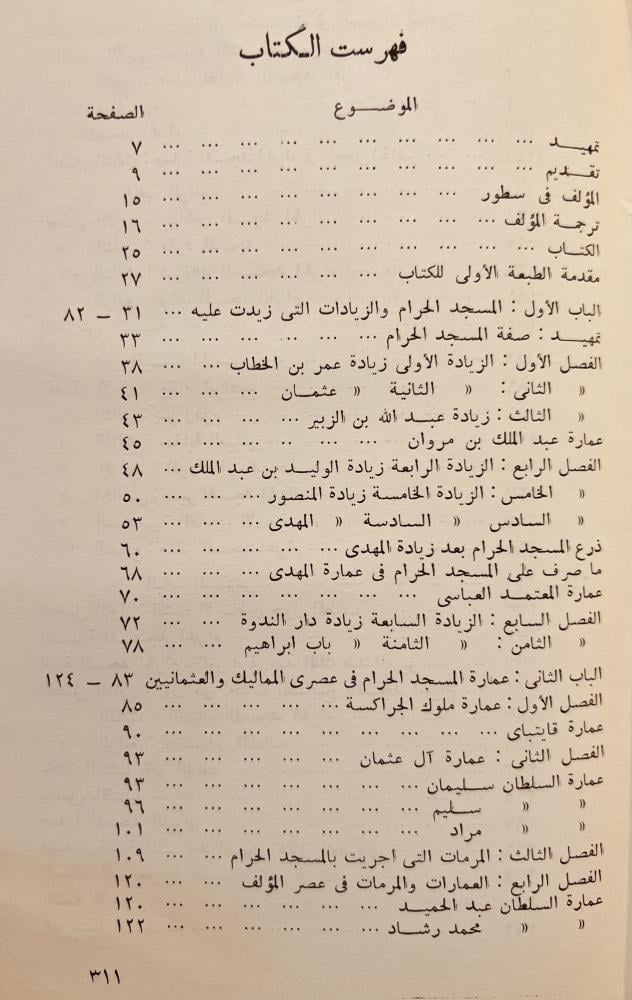 فهرست الكتاب
الموضوع الصفحة
تمهيد ... ... ... ... ... ... ... ... ... ... ٧
تقديم ... ... ... ... ... ... ... ... ... ... ٩
المؤلف فى سطور ... ... ... ... ... ... ... ... ١٥
ترجمة المؤلف ... ... ... ... ... ... ... ... ... ١٦
الكتاب ... ... ... ... ... ... ... ... ... ... ٢٥
مقدمة الطبعة الأولى للكتاب ... ... ... ... ... ... ٢٧
الباب الأول : المسجد الحرام والزيادات التى زيدت عليه ... ٣١ – ٨٢
تمهيد : صفة المسجد الحرام ... ... ... ... ... ... ٣٣
الفصل الأول : الزيادة الأولى زيادة عمر بن الخطاب ... ... ٣٨
« الثانى : « الثانية « عثمان ... ... ... ٤١
« الثالث : زيادة عبد الله بن الزبير ... ... ... ٤٣
عمارة عبد الملك بن مروان ... ... .. ... ... ... ٤٥
الفصل الرابع : الزيادة الرابعة زيادة الوليد بن عبد الملك ... ٤٨
« الخامس : الزيادة الخامسة زيادة المنصور ... ... ... ٥٠
« السادس « السادسة « المهدى ... ... ... ٥٣
ذرع المسجد الحرام بعد زيادة المهدى ... ... ... ... ... ٦٠
ما صرف على المسجد الحرام فى عمارة المهدى ... ... ... ... ٦٨
عمارة المعتمد العباسى ... ... ... ... ... ... ... ٧٠
الفصل السابع : الزيادة السابعة زيادة دار الندوة ... ... ... ٧٢
« الثامن : « الثامنة « باب ابراهيم ... ... ... ٧٨
الباب الثانى : عمارة المسجد الحرام فى عصرى المماليك والعثمانيين ٨٣ – ١٢٤
الفصل الأول : عمارة ملوك الجراكسة ... ... ... ... ... ٨٥
عمارة قايتباى ... ... ... ... ... ... ... ... ... ٩٠
الفصل الثانى : عمارة آل عثمان ... ... ... ... ... ٩٣
عمارة السلطان سليمان ... ... ... ... ... ... ... ٩٣
« « سليم ... ... ... ... ... ... ... ٩٦
« « مراد ... ... ... ... ... ... ... ١٠١
الفصل الثالث : المرمات التى اجريت بالمسجد الحرام ... ... ١٠٩
الفصل الرابع : العمارات والمرمات فى عصر المؤلف ... ... ... ١٢٠
عمارة السلطان عبد الحميد ... ... ... ... ... ... ... ١٢٠
« « محمد رشاد ... ... ... ... ... ... ... ١٢٢
٣١١